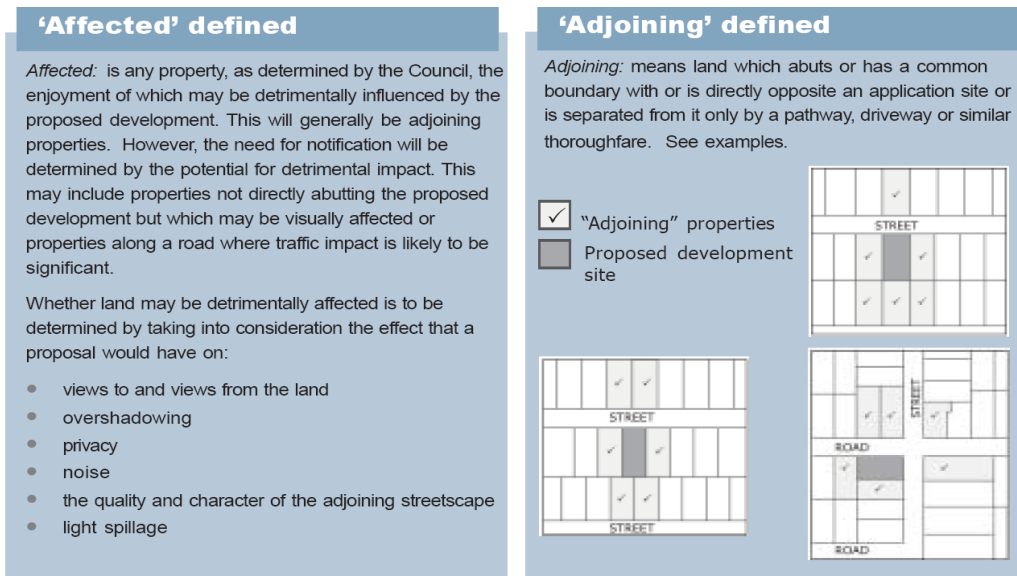 ‘Affected’ defined
Affected: is any property, as determined by the Council, the
enjoyment of which may be detrimentally influenced by the
proposed development. This will generally be adjoining
properties. However, the need for notification will be
determined by the potential for detrimental impact. This
may include properties not directly abutting the proposed
development but which may be visually affected or
properties along a road where traffic impact is likely to be
significant.
Whether land may be detrimentally affected is to be
determined by taking into consideration the effect that a
proposal would have on:
• views to and views from the land
• overshadowing
• privacy
• noise
• the quality and character of the adjoining streetscape
• light spillage
‘Adjoining’ defined
Adjoining: means land which abuts or has a common
boundary with or is directly opposite an application site or
is separated from it only by a pathway, driveway or similar
thoroughfare. See examples.
✓ “Adjoining” properties
Proposed development
site
STREET
STREET
STREET
STREET
ROAD
ROAD